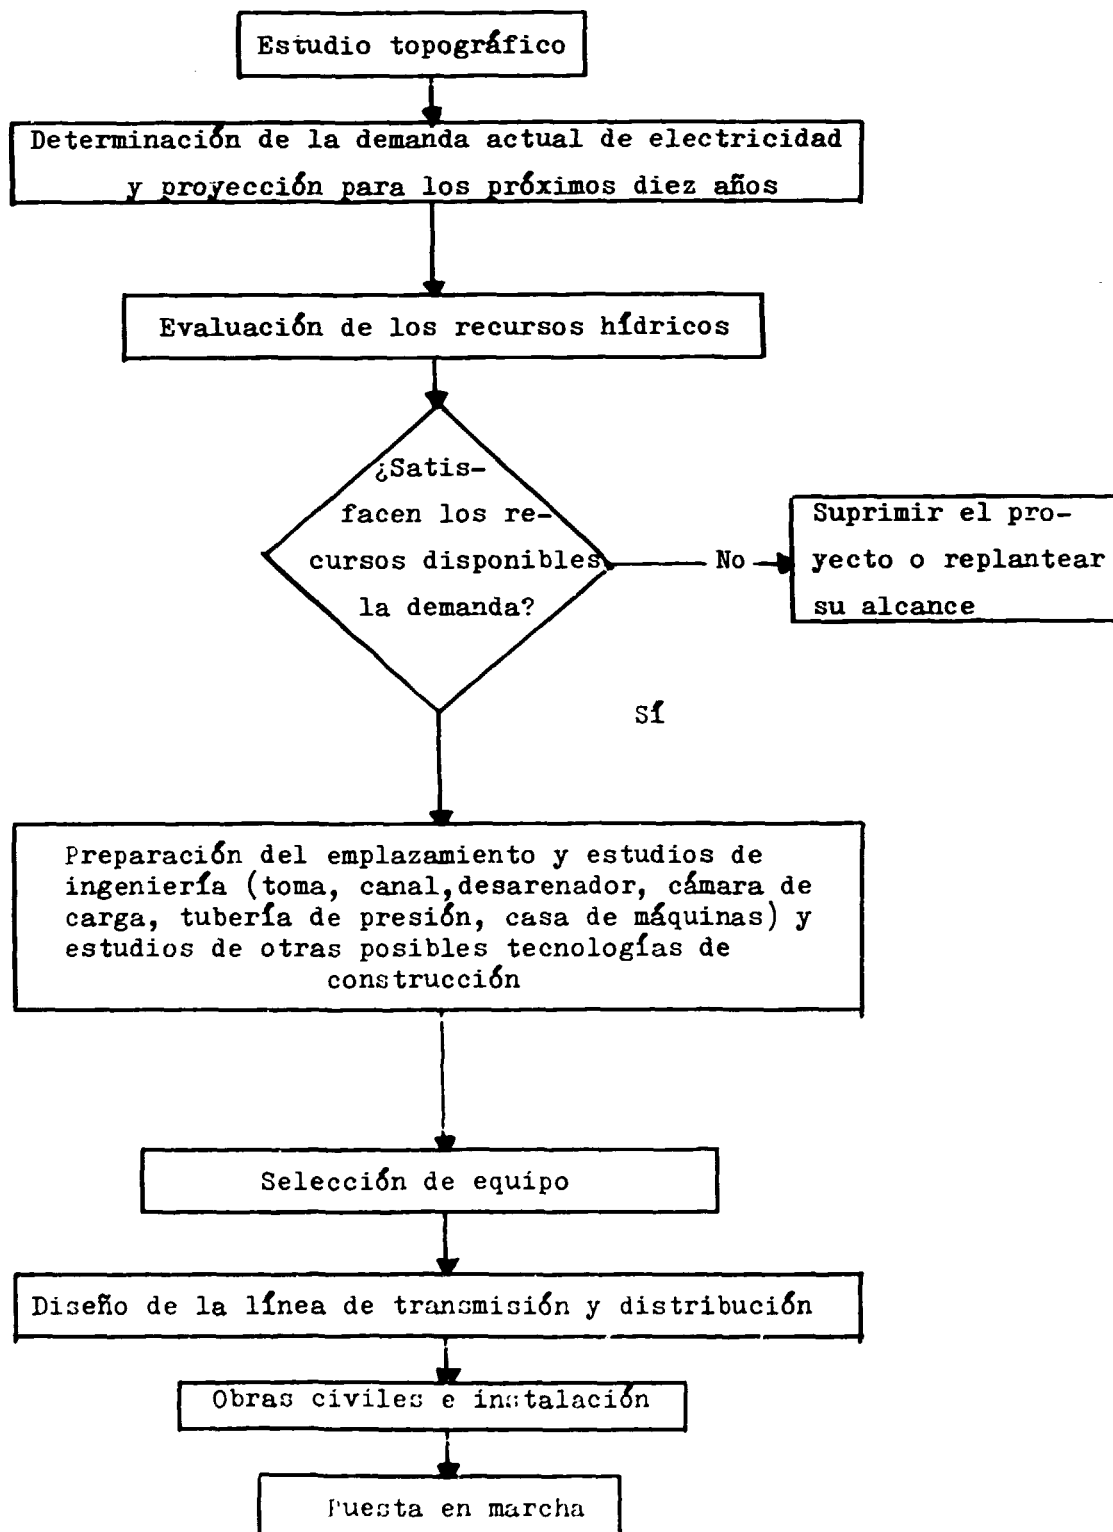 Estudio topográfico
Determinación de la demanda actual de electricidad
y proyección para los próximos diez años
Evaluación de los recursos hídricos
¿Satis-
facen los re-
cursos disponibles
la demanda?
No
Suprimir el pro-
yecto o replantear
su alcance
Sí
Preparación del emplazamiento y estudios de
ingeniería (toma, canal,desarenador, cámara de
carga, tubería de presión, casa de máquinas) y
estudios de otras posibles tecnologías de
construcción
Selección de equipo
Diseño de la línea de transmisión y distribución
Obras civiles e instalación
Puesta en marcha